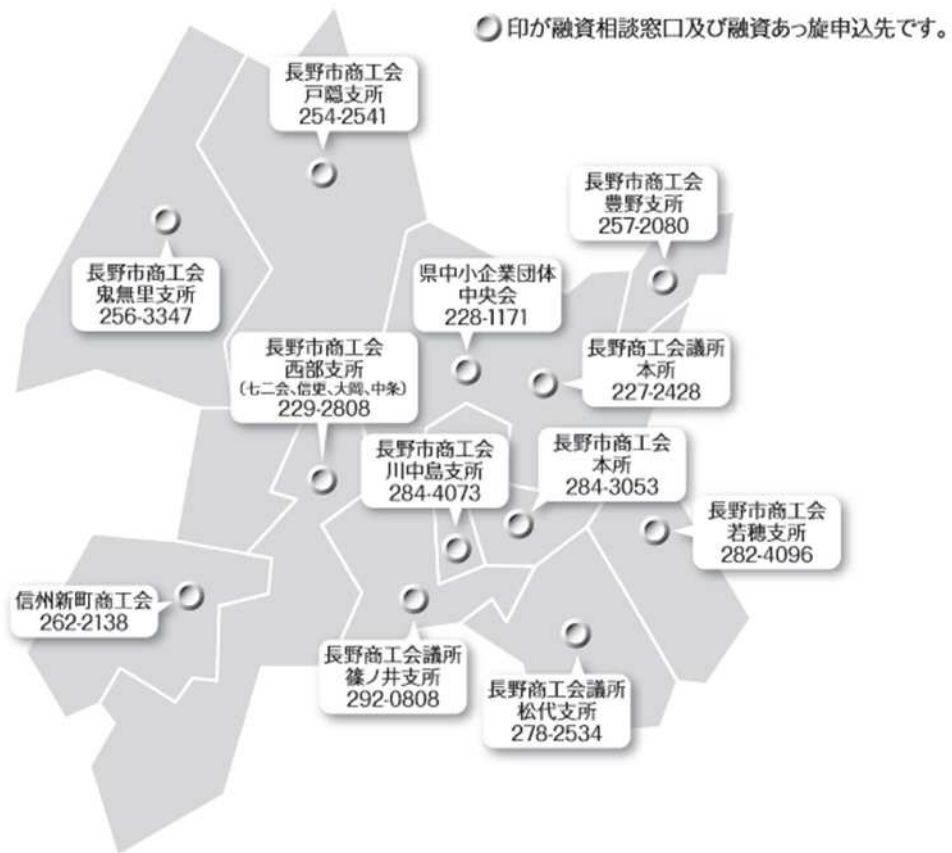 印が融資相談窓口及び融資あっ旋申込先です。
長野市商工会
戸隠支所
254-2541
長野市商工会
豊野支所
257-2080
長野市商工会
鬼無里支所
256-3347
県中小企業団体
中央会
228-1171
長野市商工会
西部支所
(七二会、信更、大岡、中条)
229-2808
長野商工会議所
本所
227-2428
長野市商工会
川中島支所
284-4073
長野市商工会
本所
284-3053
長野市商工会
若穂支所
282-4096
信州新町商工会
262-2138
長野商工会議所
篠ノ井支所
292-0808
長野商工会議所
松代支所
278-2534